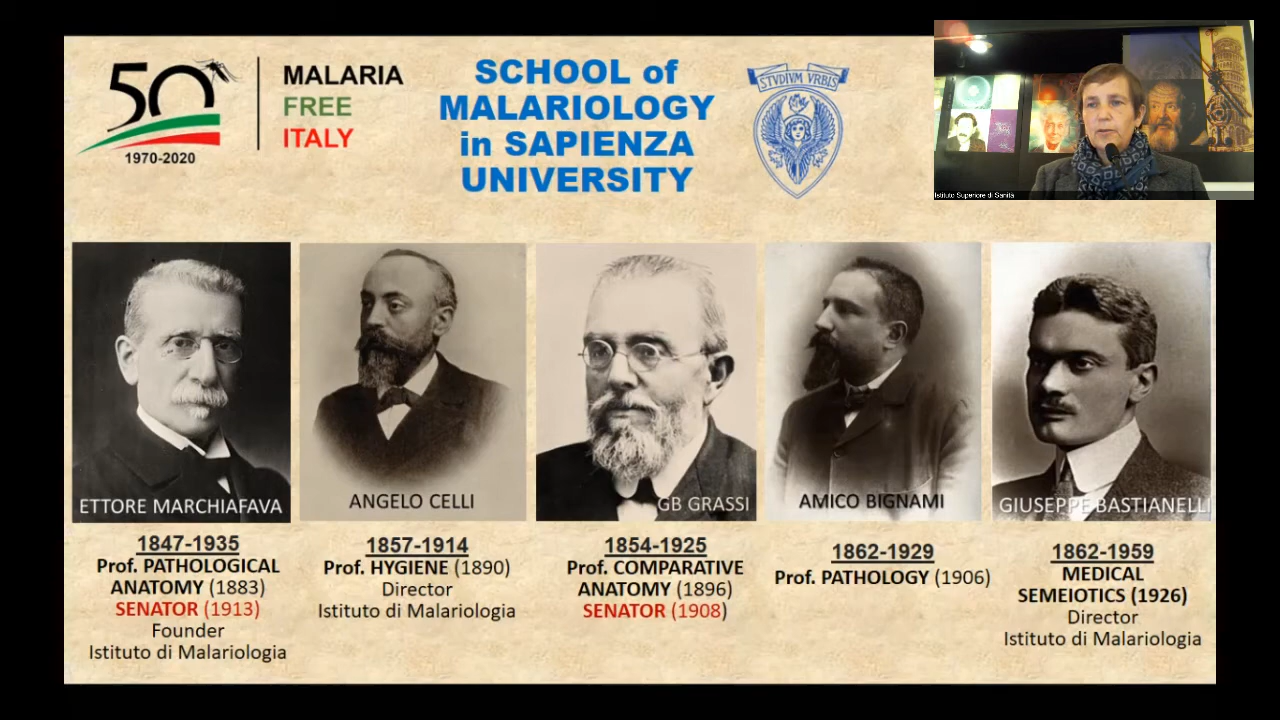 50
1970-2020
MALARIA
FREE
ITALY
SCHOOL of
MALARIOLOGY
in SAPIENZA
UNIVERSITY
STVDIVM VRBIS
Istituto Superiore di Sanità
ETTORE MARCHIAFAVA
1847-1935
Prof. PATHOLOGICAL
ANATOMY (1883)
SENATOR (1913)
Founder
Istituto di Malariologia
ANGELO CELLI
1857-1914
Prof. HYGIENE (1890)
Director
Istituto di Malariologia
GB GRASSI
1854-1925
Prof. COMPARATIVE
ANATOMY (1896)
SENATOR (1908)
AMICO BIGNAMI
1862-1929
Prof. PATHOLOGY (1906)
GIUSEPPE BASTIANELLI
1862-1959
MEDICAL
SEMEIOTICS (1926)
Director
Istituto di Malariologia